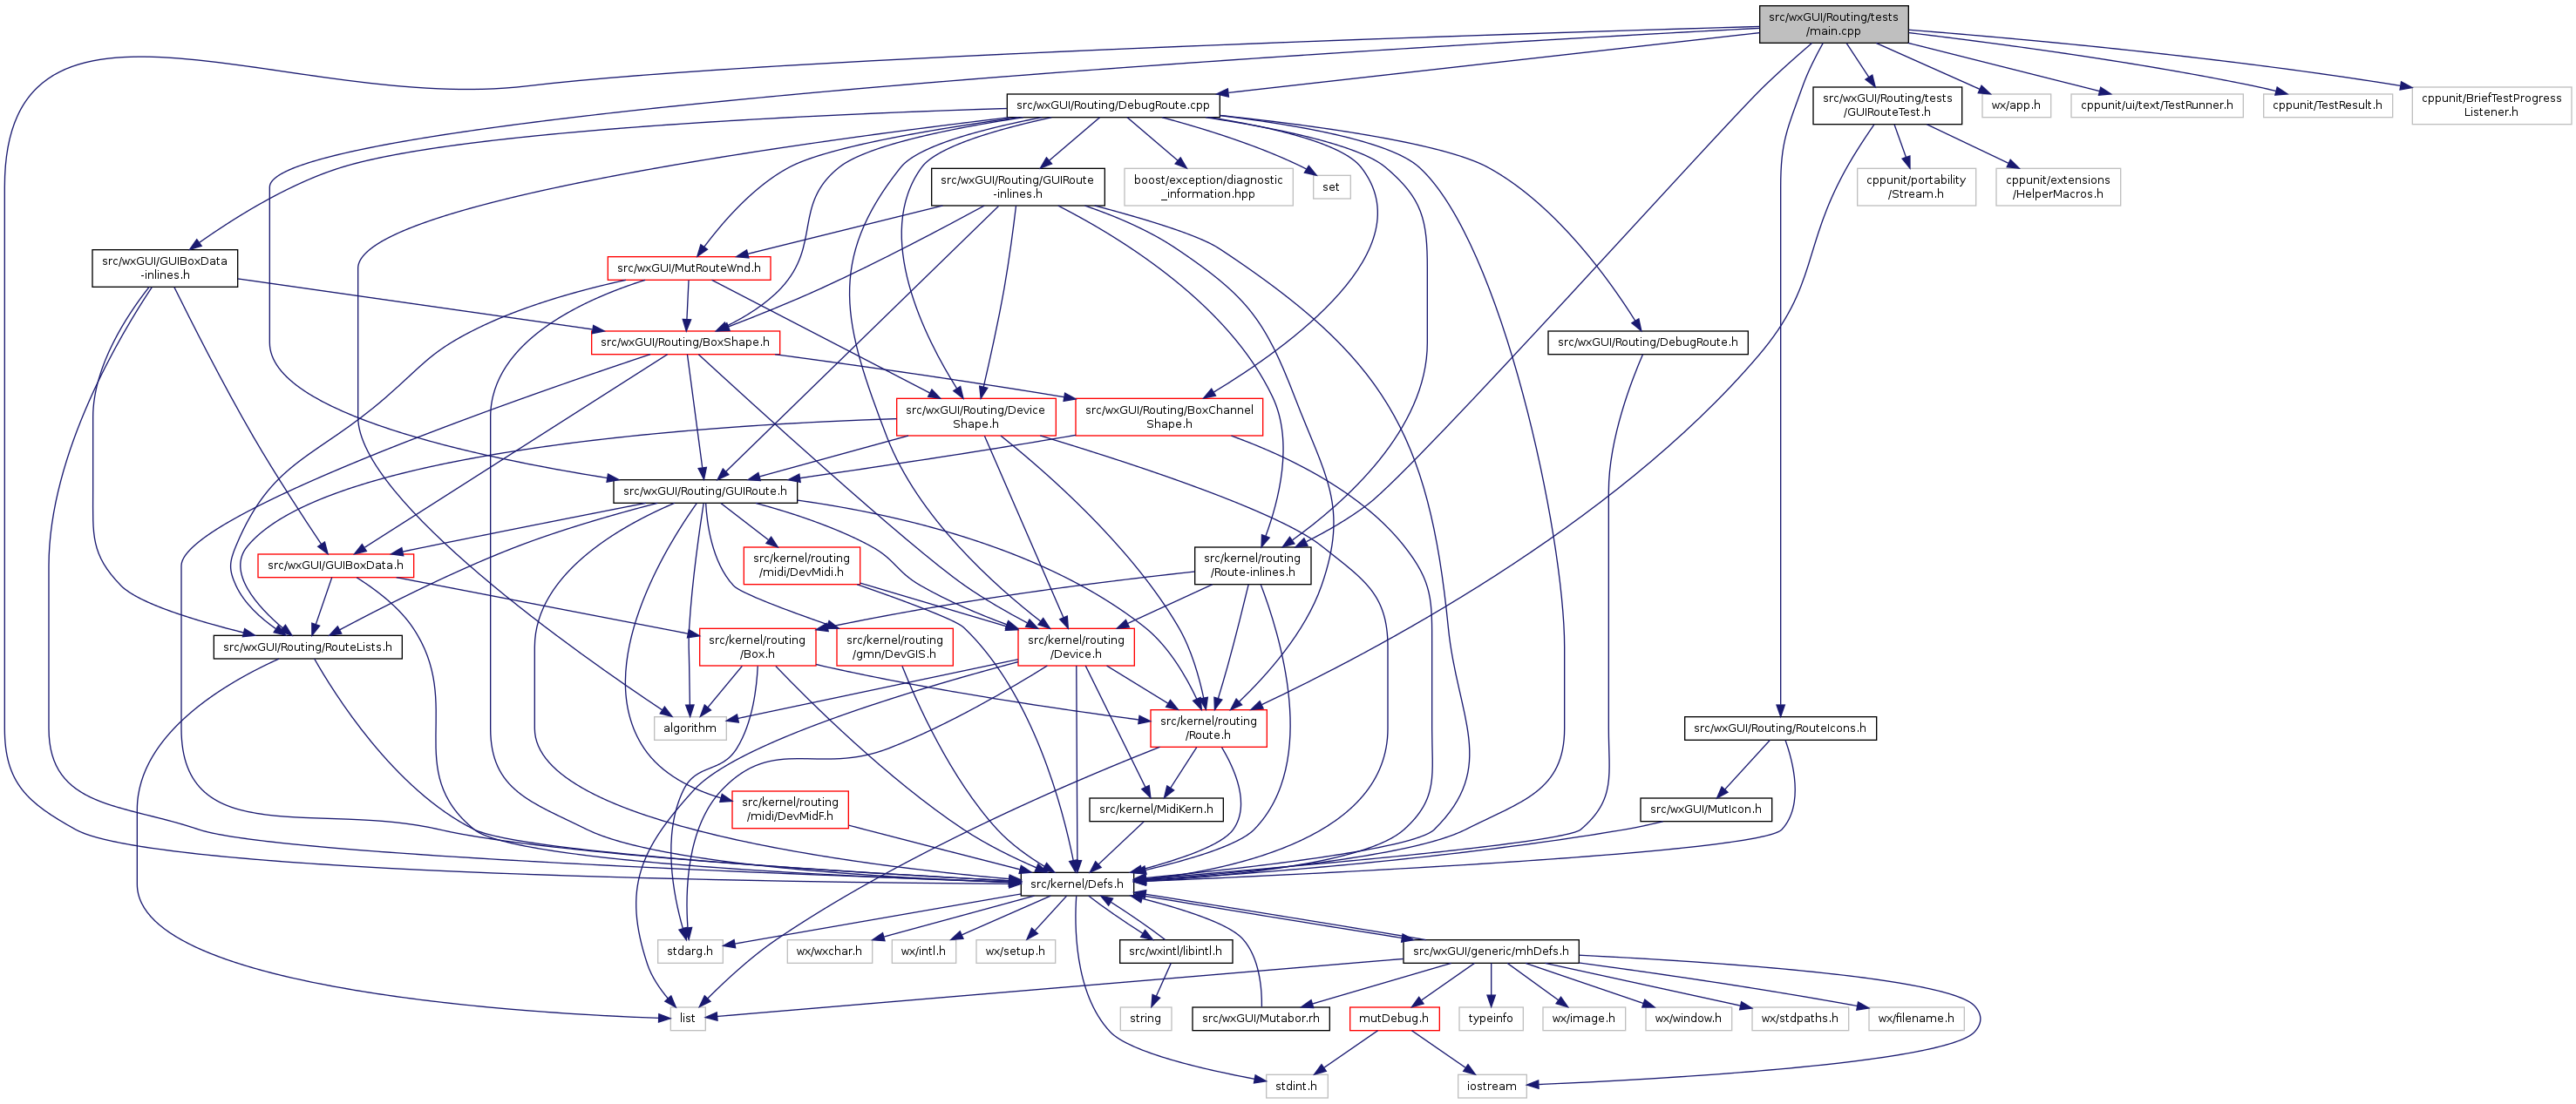 src/wxGUI/Routing/tests
/main.cpp
src/wxGUI/Routing/DebugRoute.cpp
src/wxGUI/Routing/tests
/GUIRouteTest.h
wx/app.h
cppunit/ui/text/TestRunner.h
cppunit/TestResult.h
cppunit/BriefTestProgress
Listener.h
src/wxGUI/Routing/GUIRoute
-inlines.h
boost/exception/diagnostic
_information.hpp
set
cppunit/portability
/Stream.h
cppunit/extensions
/HelperMacros.h
src/wxGUI/GUIBoxData
-inlines.h
src/wxGUI/MutRouteWnd.h
src/wxGUI/Routing/BoxShape.h
src/wxGUI/Routing/DebugRoute.h
src/wxGUI/Routing/Device
Shape.h
src/wxGUI/Routing/BoxChannel
Shape.h
src/wxGUI/Routing/GUIRoute.h
src/wxGUI/GUIBoxData.h
src/kernel/routing
/midi/DevMidi.h
src/kernel/routing
/Route-inlines.h
src/wxGUI/Routing/RouteLists.h
src/kernel/routing
/Box.h
src/kernel/routing
/gmn/DevGIS.h
src/kernel/routing
/Device.h
algorithm
src/kernel/routing
/Route.h
src/wxGUI/Routing/RouteIcons.h
src/kernel/routing
/midi/DevMidF.h
src/kernel/MidiKern.h
src/wxGUI/MutIcon.h
src/kernel/Defs.h
stdarg.h
wx/wxchar.h
wx/intl.h
wx/setup.h
src/wxintl/libintl.h
src/wxGUI/generic/mhDefs.h
list
string
src/wxGUI/Mutabor.rh
mutDebug.h
typeinfo
wx/image.h
wx/window.h
wx/stdpaths.h
wx/filename.h
stdint.h
iostream